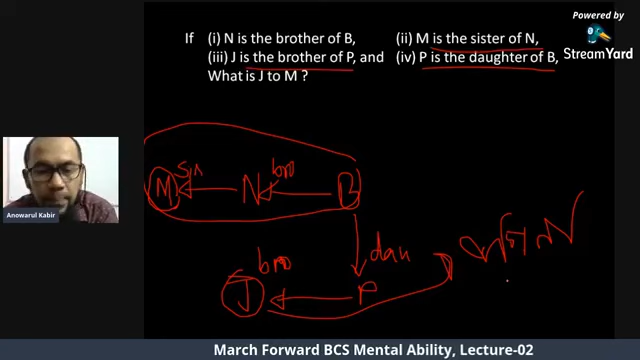 Powered by
StreamYard
If (i) N is the brother of B, (ii) M is the sister of N,
(iii) J is the brother of P, and (iv) P is the daughter of B,
What is J to M ?
M sis N bro B
dau
bro
J P
Anowarul Kabir
March Forward BCS Mental Ability, Lecture-02